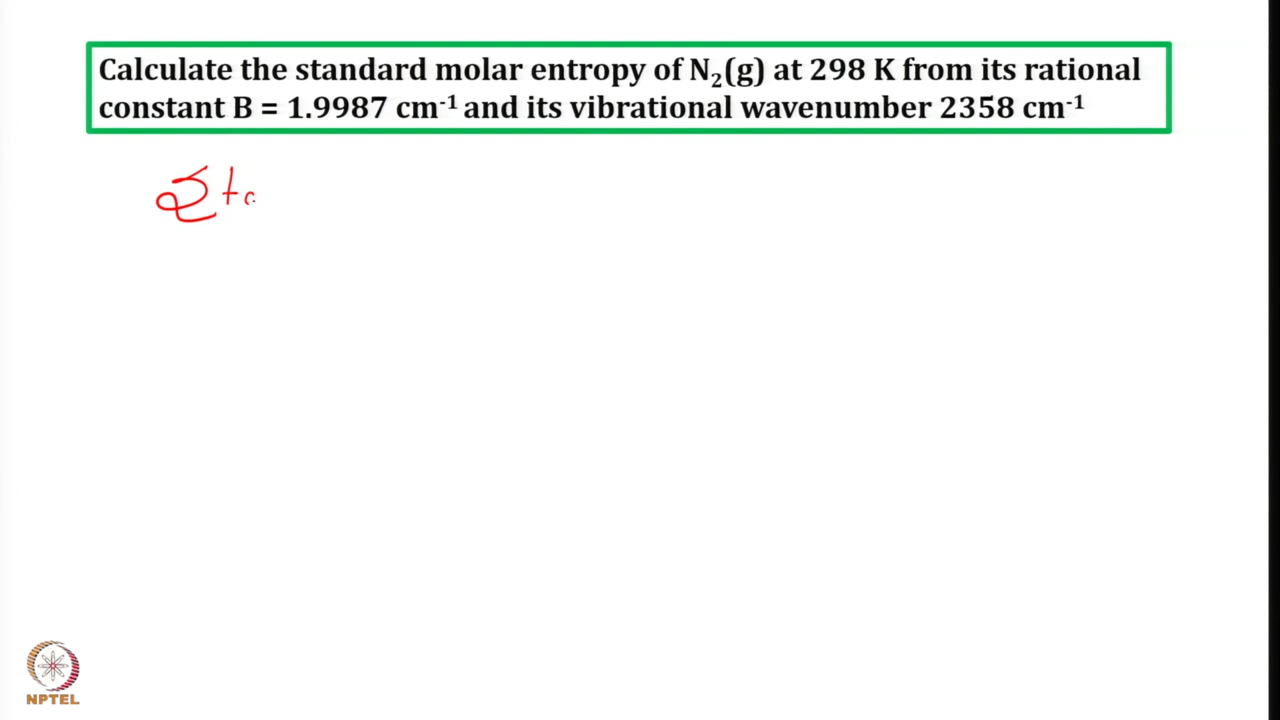 Calculate the standard molar entropy of N₂(g) at 298 K from its rational
constant B = 1.9987 cm⁻¹ and its vibrational wavenumber 2358 cm⁻¹
NPTEL